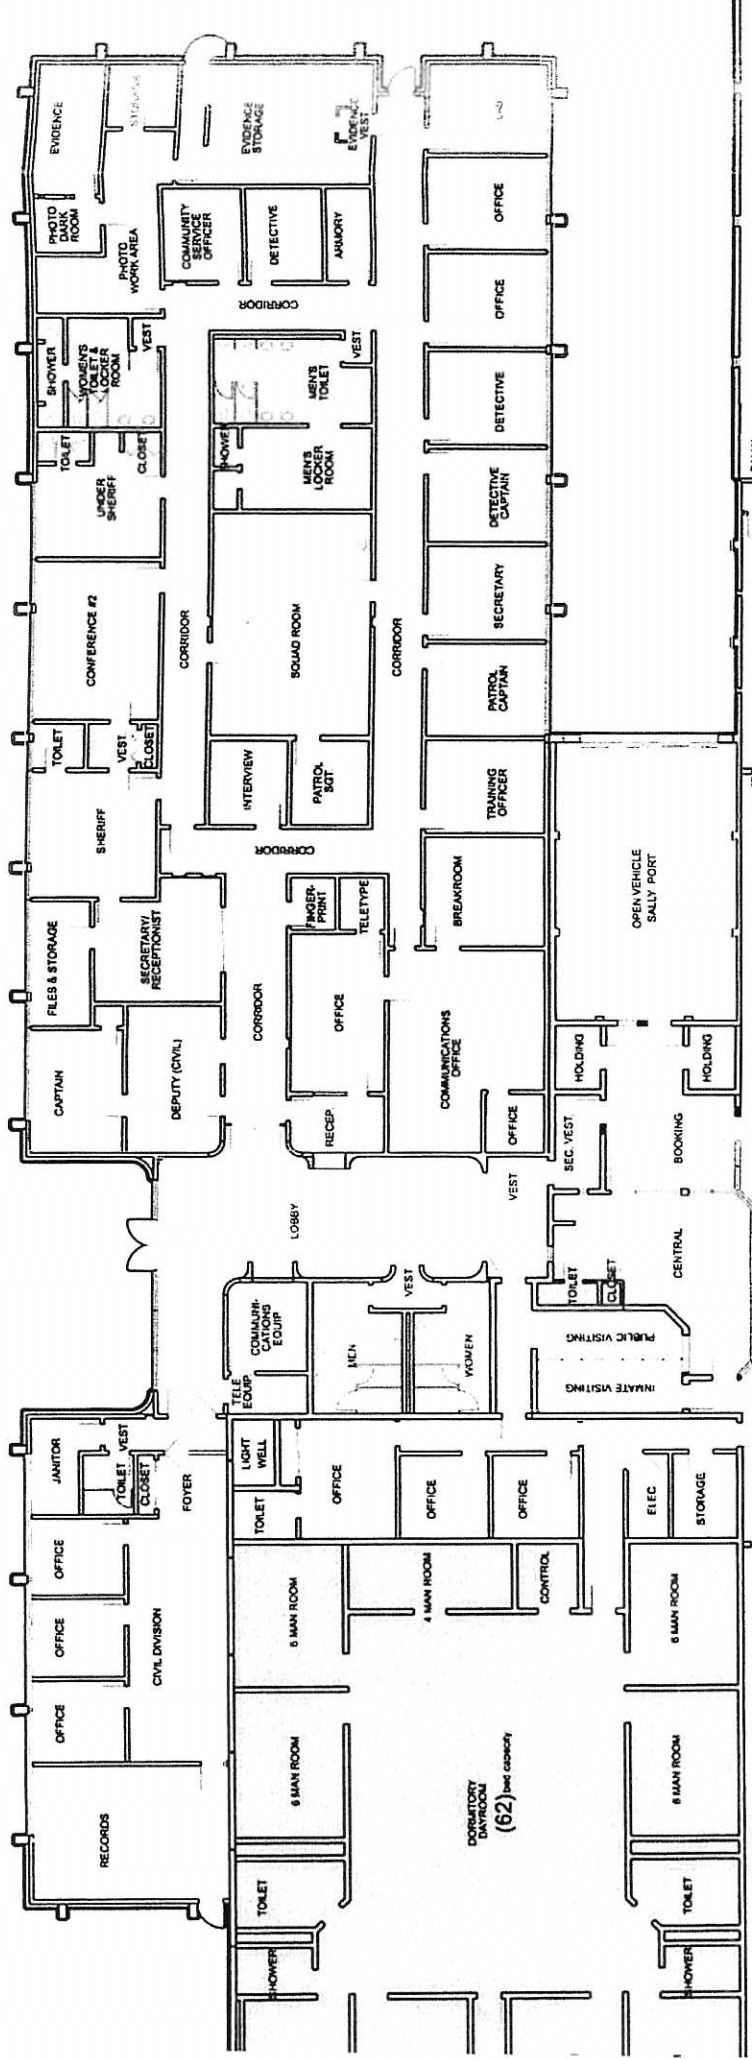 EVIDENCE
STORAGE
EVIDENCE
STORAGE
EVIDENCE
VEST
PHOTO
DARK
ROOM
PHOTO
WORK AREA
COMMUNITY
SERVICE
OFFICER
DETECTIVE
ARMORY
OFFICE
CORRIDOR
OFFICE
SHOWER
WOMEN'S
TOILET &
LOCKER
ROOM
VEST
MEN'S
TOILET
VEST
DETECTIVE
TOILET
CLOSET
UNDER
SHERIFF
SHOWER
MEN'S
LOCKER
ROOM
DETECTIVE
CAPTAIN
CONFERENCE #2
CORRIDOR
SQUAD ROOM
CORRIDOR
SECRETARY
PATROL
CAPTAIN
TOILET
VEST
CLOSET
INTERVIEW
PATROL
SGT
TRAINING
OFFICER
SHERIFF
CORRIDOR
BREAKROOM
OPEN VEHICLE
SALLY PORT
FILES & STORAGE
SECRETARY/
RECEPTIONIST
FINGER-
PRINT
TELETYPE
CAPTAIN
DEPUTY (CIVIL)
CORRIDOR
OFFICE
COMMUNICATIONS
OFFICE
HOLDING
HOLDING
RECEP.
OFFICE
SEC. VEST.
BOOKING
LOBBY
VEST
CENTRAL
TOILET
CLOSET
COMMUNI-
CATIONS
EQUIP
VEST
MEN
WOMEN
PUBLIC VISITING
INMATE VISITING
TELE
EQUIP
JANITOR
VEST
TOILET
CLOSET
FOYER
LIGHT
WELL
TOILET
OFFICE
OFFICE
OFFICE
ELEC
STORAGE
OFFICE
OFFICE
OFFICE
CIVIL DIVISION
4 MAN ROOM
CONTROL
6 MAN ROOM
6 MAN ROOM
6 MAN ROOM
DORMITORY
DAYROOM
(62) bed capacity
RECORDS
TOILET
TOILET
SHOWER
SHOWER